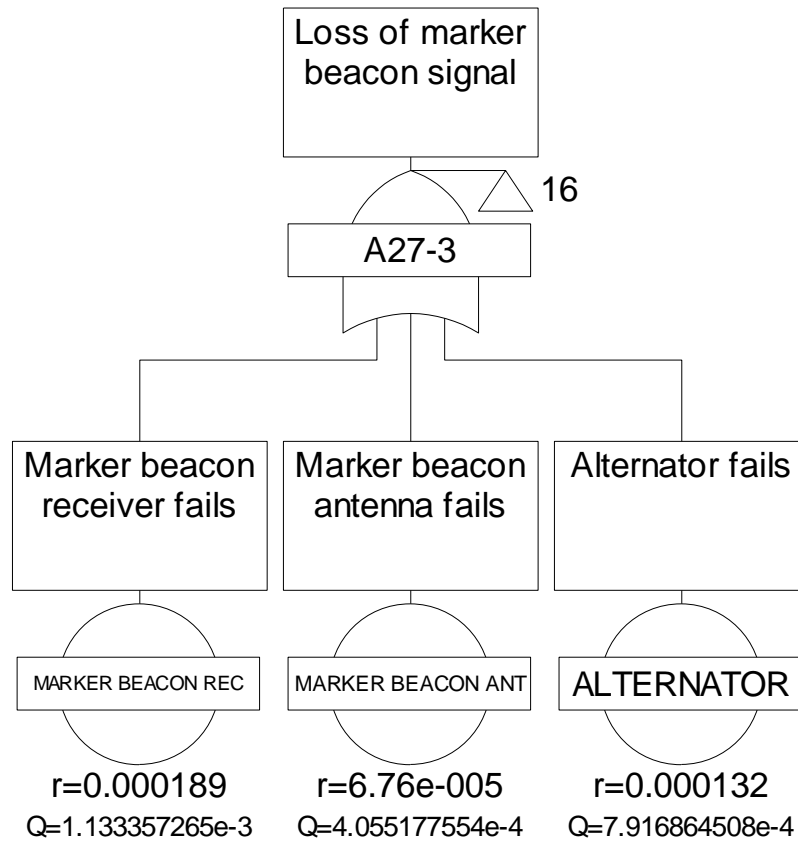 Loss of marker
beacon signal
16
A27-3
Marker beacon
receiver fails
Marker beacon
antenna fails
Alternator fails
MARKER BEACON REC
MARKER BEACON ANT
ALTERNATOR
r=0.000189
r=6.76e-005
r=0.000132
Q=1.133357265e-3
Q=4.055177554e-4
Q=7.916864508e-4